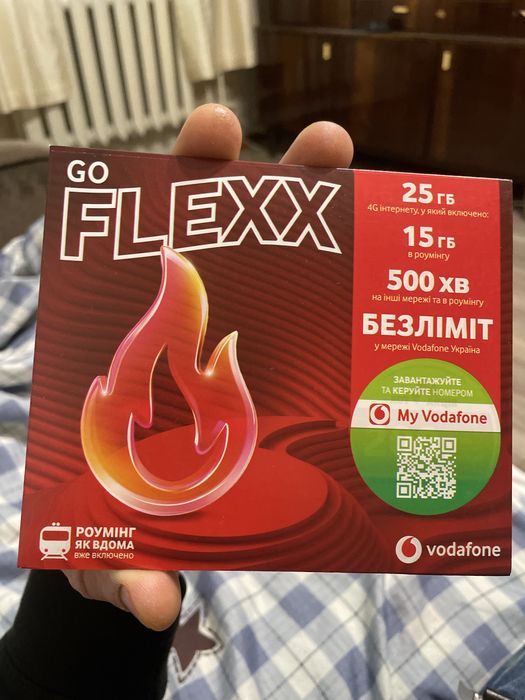 GO
FLEXX
25 ГБ
4G інтернету, у який включено:
15 ГБ
в роумінгу
500 ХВ
на інші мережі та в роумінгу
БЕЗЛІМІТ
у мережі Vodafone Україна
ЗАВАНТАЖУЙТЕ
ТА КЕРУЙТЕ НОМЕРОМ
My Vodafone
РОУМІНГ
ЯК ВДОМА
вже включено
vodafone